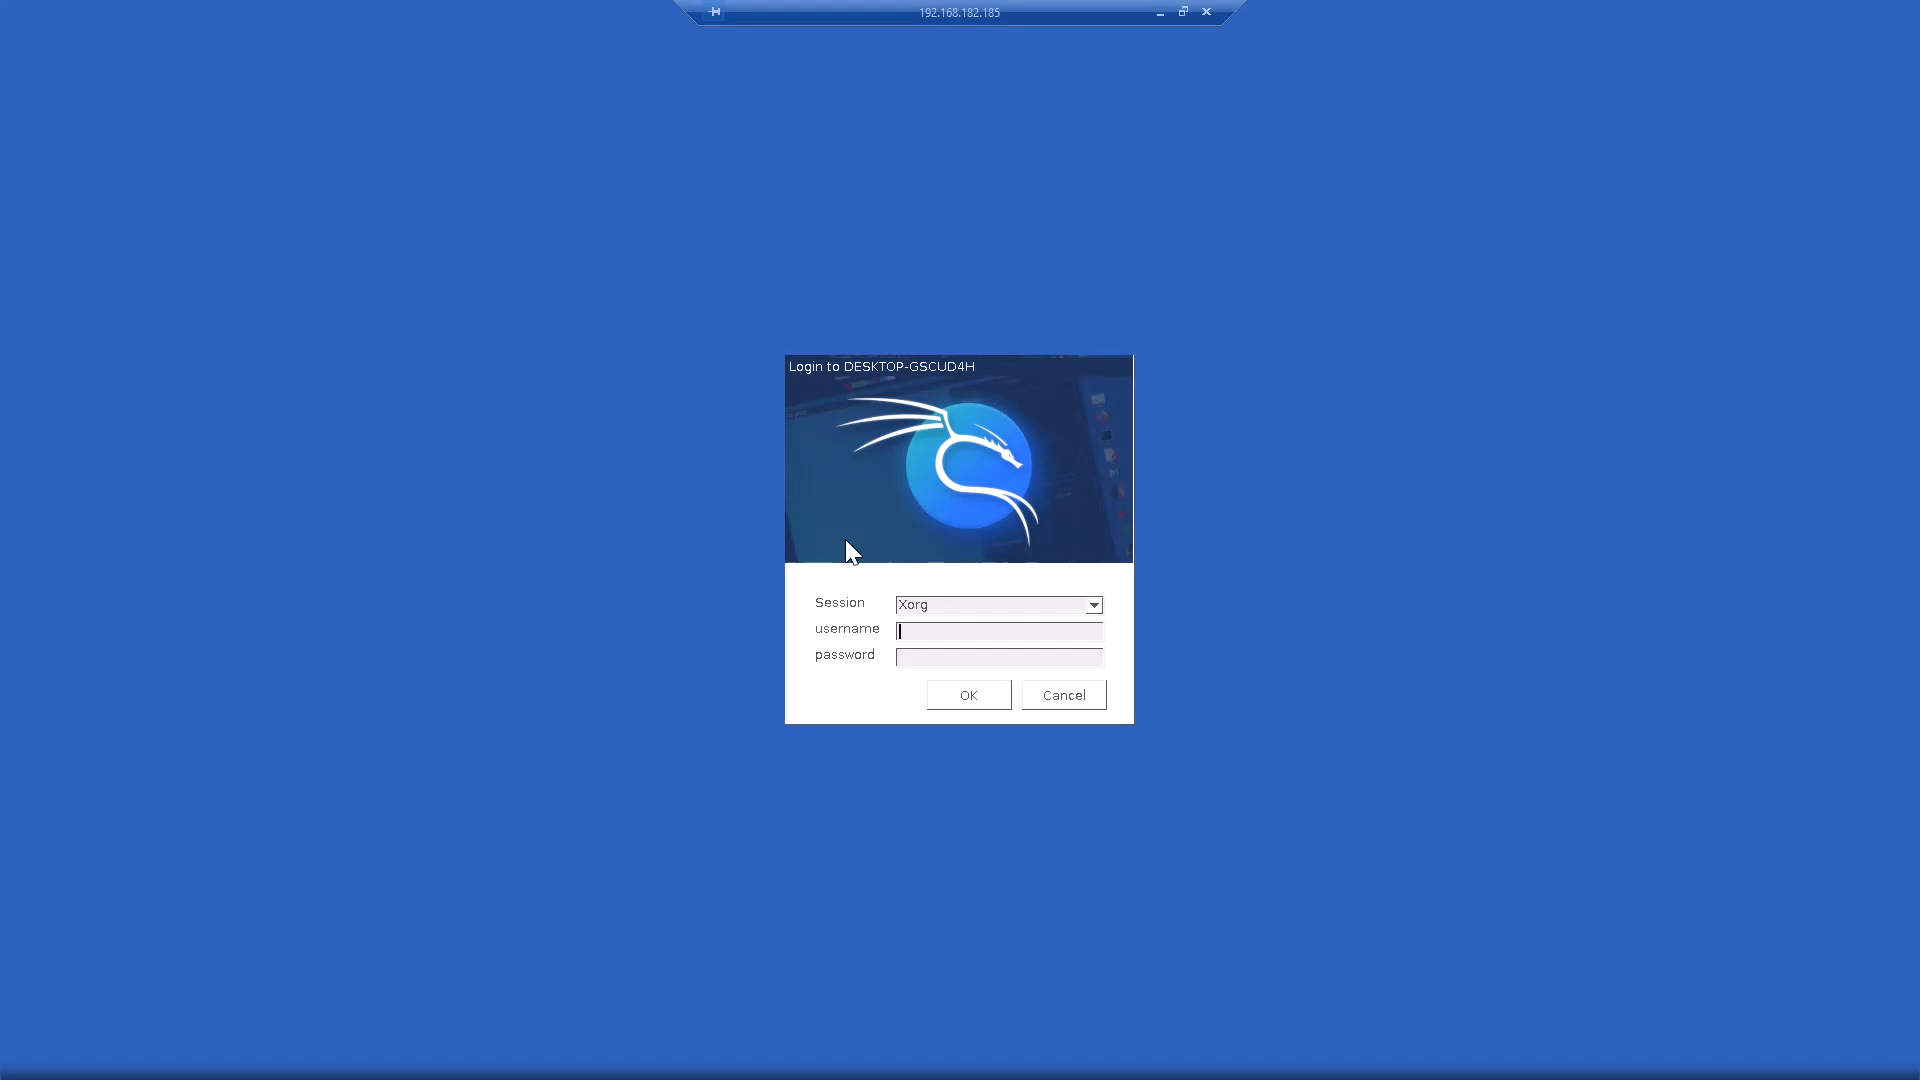 192.168.182.185
Login to DESKTOP-GSCUD4H
Session Xorg
username
password
OK Cancel